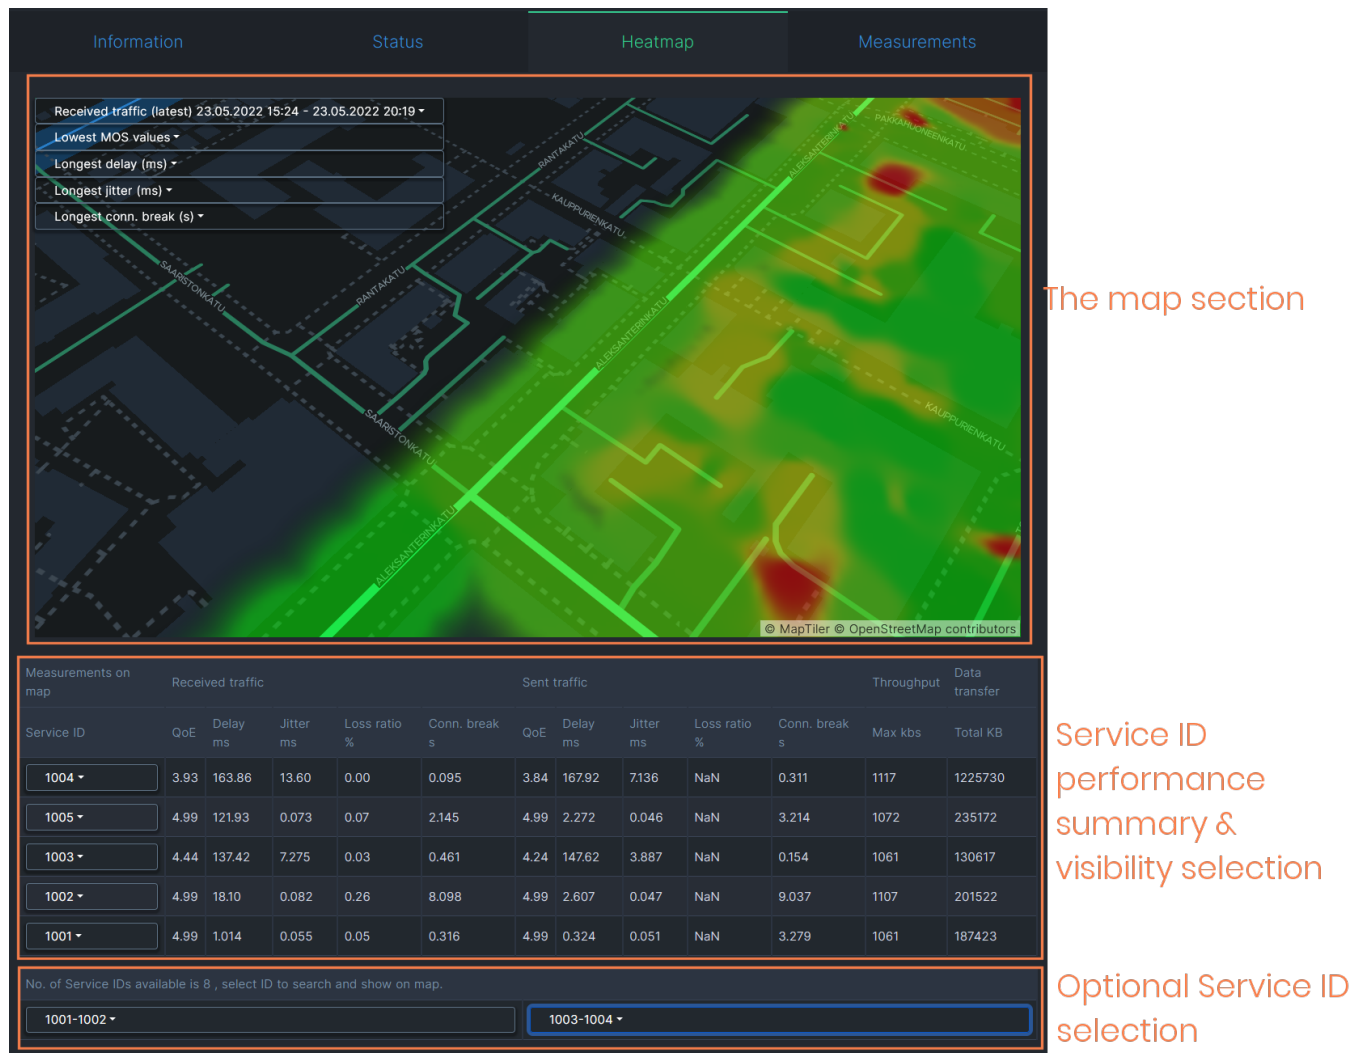 Information Status Heatmap Measurements
Received traffic (latest) 23.05.2022 15:24 - 23.05.2022 20:19
Lowest MOS values
Longest delay (ms)
Longest jitter (ms)
Longest conn. break (s)
PAKKAHUONEENKATU
ALEKSANTERINKATU
RANTAKATU
KAUPPURIENKATU
SAARISTONKATU
RANTAKATU
ALEKSANTERINKATU
KAUPPURIENKATU
SAARISTONKATU
ALEKSANTERINKATU
© MapTiler © OpenStreetMap contributors
The map section
Measurements on map Received traffic Sent traffic Throughput Data transfer
Service ID QoE Delay ms Jitter ms Loss ratio % Conn. break s QoE Delay ms Jitter ms Loss ratio % Conn. break s Max kbs Total KB
1004 3.93 163.86 13.60 0.00 0.095 3.84 167.92 7.136 NaN 0.311 1117 1225730
1005 4.99 121.93 0.073 0.07 2.145 4.99 2.272 0.046 NaN 3.214 1072 235172
1003 4.44 137.42 7.275 0.03 0.461 4.24 147.62 3.887 NaN 0.154 1061 130617
1002 4.99 18.10 0.082 0.26 8.098 4.99 2.607 0.047 NaN 9.037 1107 201522
1001 4.99 1.014 0.055 0.05 0.316 4.99 0.324 0.051 NaN 3.279 1061 187423
Service ID
performance
summary &
visibility selection
No. of Service IDs available is 8 , select ID to search and show on map.
1001-1002 1003-1004
Optional Service ID
selection